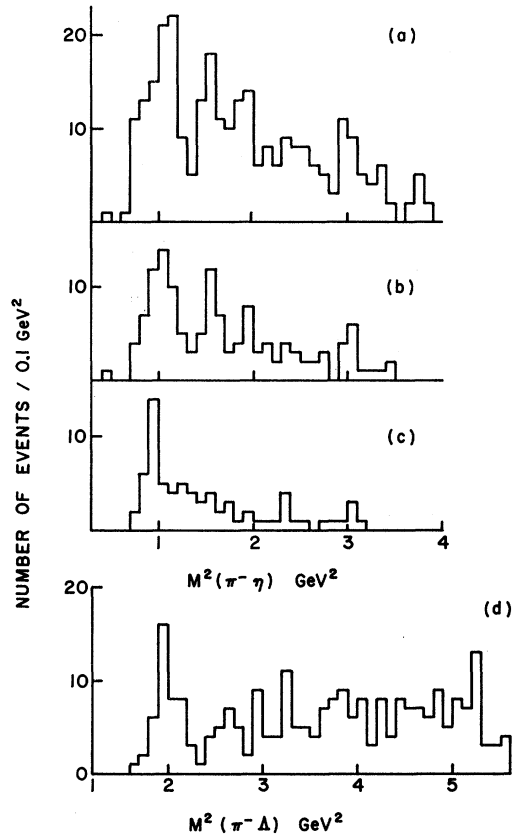 20
(a)
10
10
(b)
10
(c)
1 2 3 4
M² (π⁻ η) GeV²
NUMBER OF EVENTS / 0.1 GeV²
20
(d)
10
0
1 2 3 4 5
M² (π⁻ Λ) GeV²